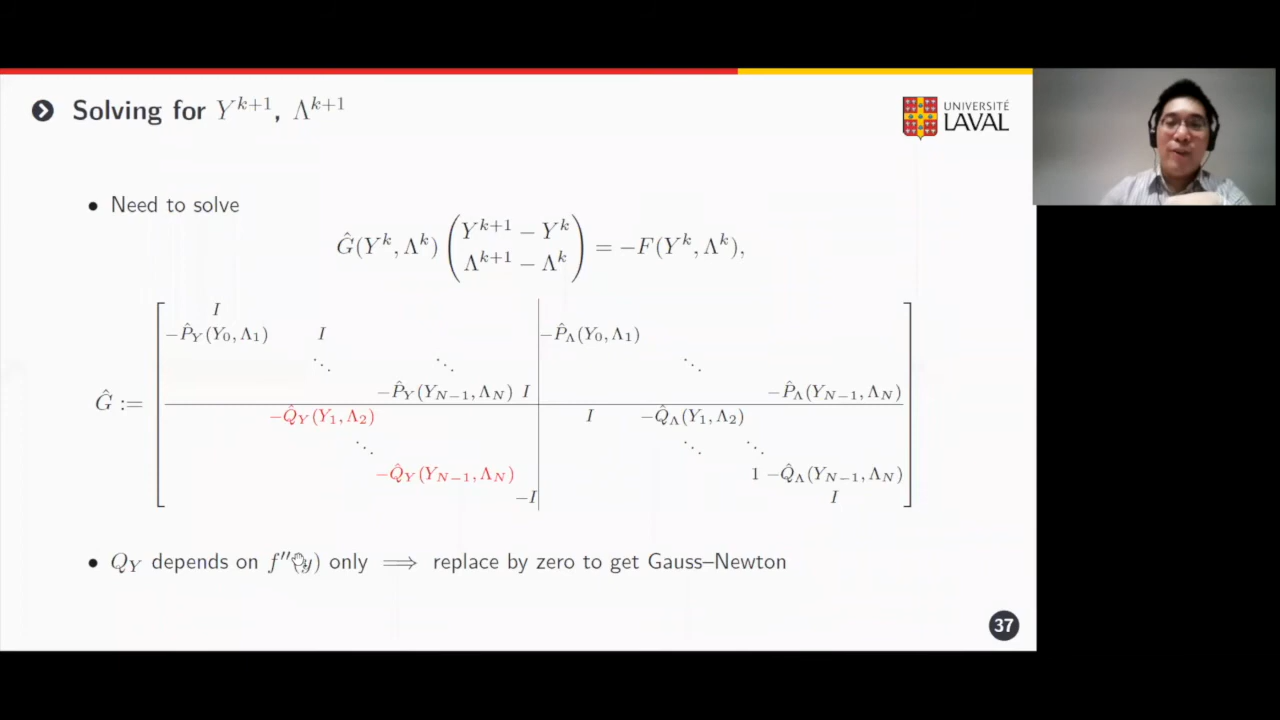 Solving for Y^{k+1}, Λ^{k+1}
UNIVERSITÉ
LAVAL
• Need to solve
Ĝ(Y^k, Λ^k) (Y^{k+1} − Y^k
Λ^{k+1} − Λ^k) = −F(Y^k, Λ^k),
I
−P̂_Y(Y_0, Λ_1) I −P̂_Λ(Y_0, Λ_1)
⋱ ⋱ ⋱
−P̂_Y(Y_{N−1}, Λ_N) I −P̂_Λ(Y_{N−1}, Λ_N)
Ĝ :=
−Q̂_Y(Y_1, Λ_2) I −Q̂_Λ(Y_1, Λ_2)
⋱ ⋱ ⋱
−Q̂_Y(Y_{N−1}, Λ_N) 1 −Q̂_Λ(Y_{N−1}, Λ_N)
−I I
• Q_Y depends on f″(y) only ⟹ replace by zero to get Gauss–Newton
37